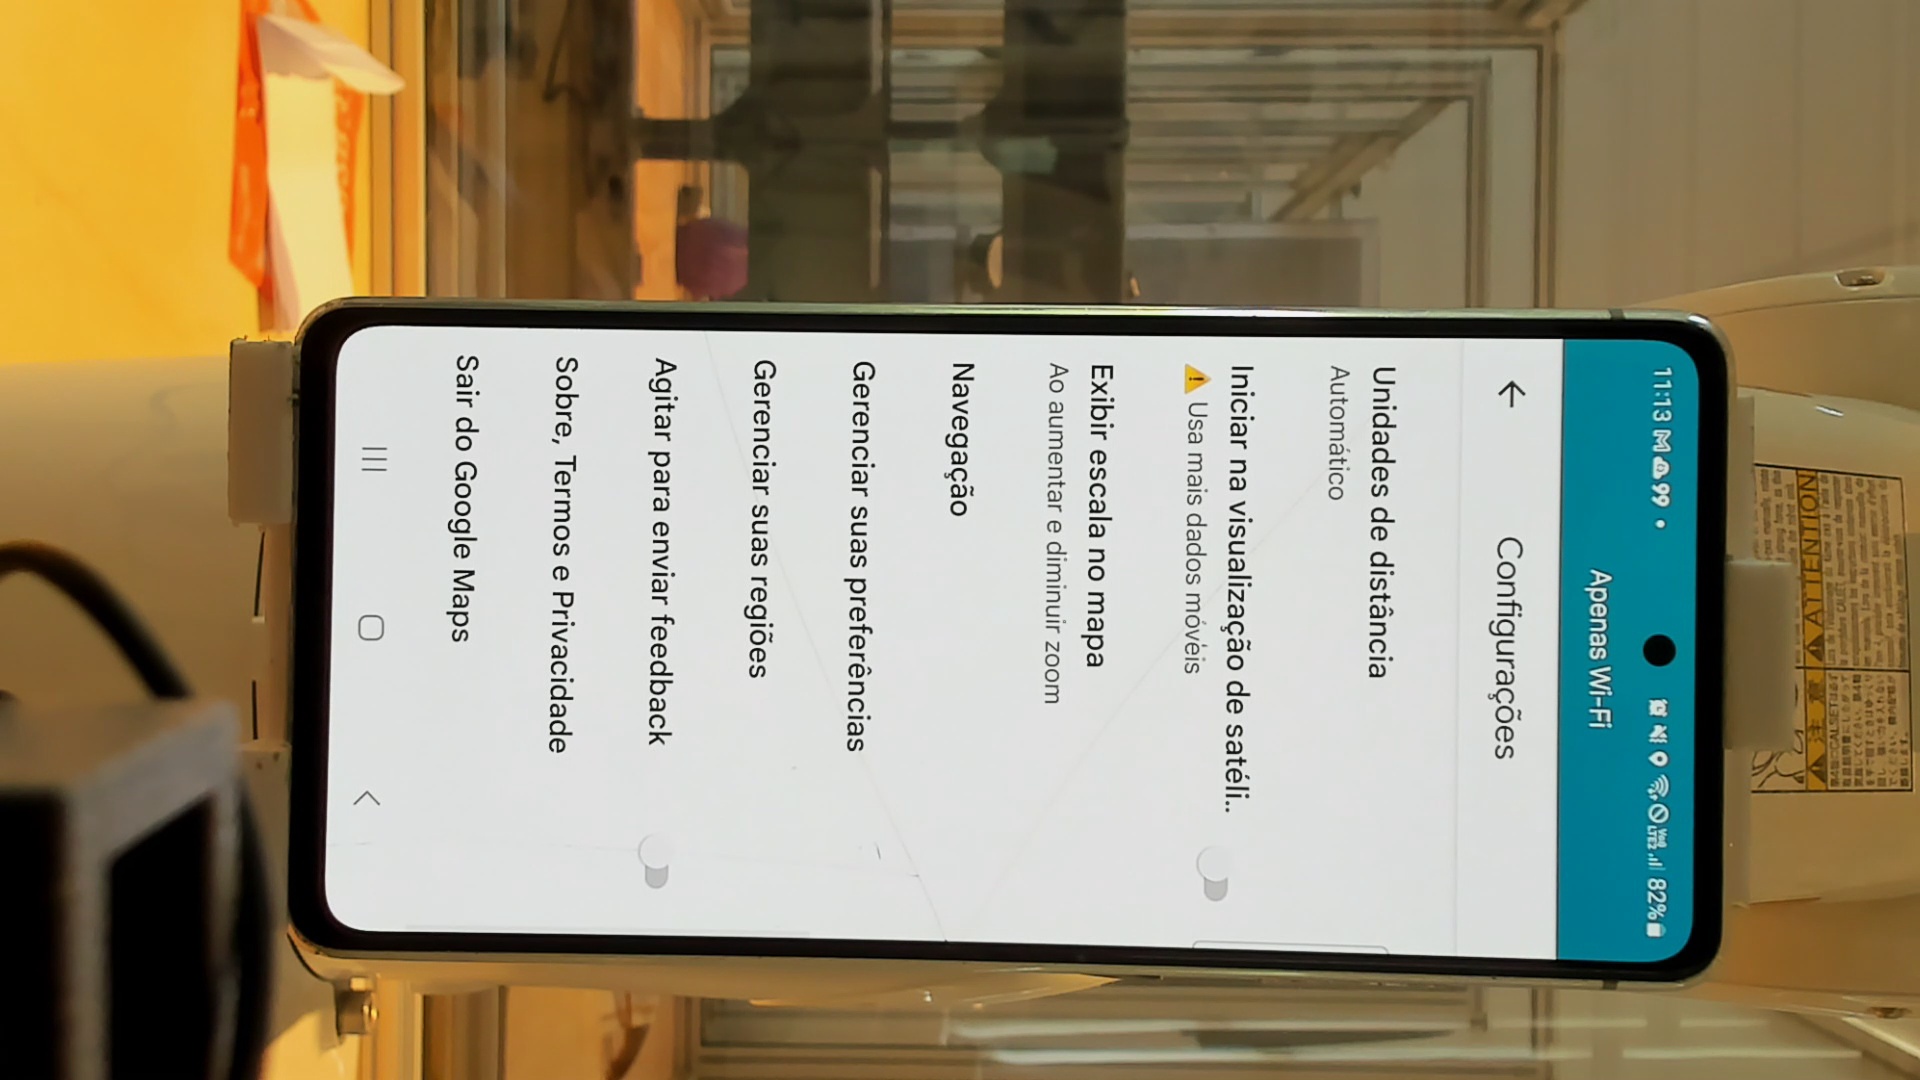 11:13 99 82%
Apenas Wi-Fi
Configurações
Unidades de distância
Automático
Iniciar na visualização de satéli..
Usa mais dados móveis
Exibir escala no mapa
Ao aumentar e diminuir zoom
Navegação
Gerenciar suas preferências
Gerenciar suas regiões
Agitar para enviar feedback
Sobre, Termos e Privacidade
Sair do Google Maps
ATTENTION